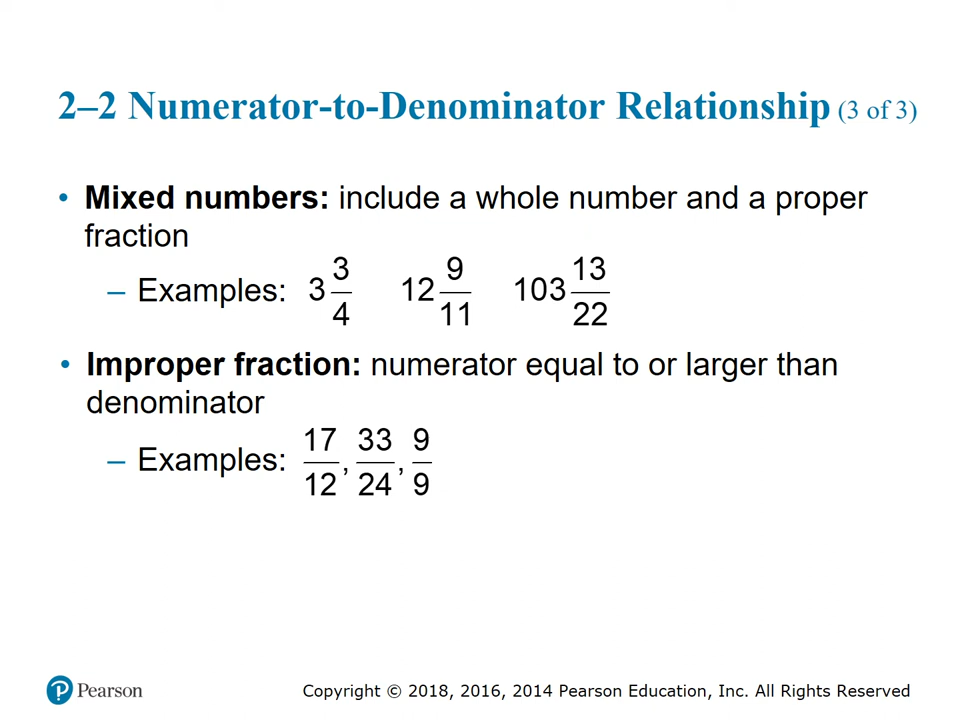 2–2 Numerator-to-Denominator Relationship (3 of 3)
• Mixed numbers: include a whole number and a proper
fraction
– Examples: 3 3/4 12 9/11 103 13/22
• Improper fraction: numerator equal to or larger than
denominator
– Examples: 17/12, 33/24, 9/9
Pearson
Copyright © 2018, 2016, 2014 Pearson Education, Inc. All Rights Reserved